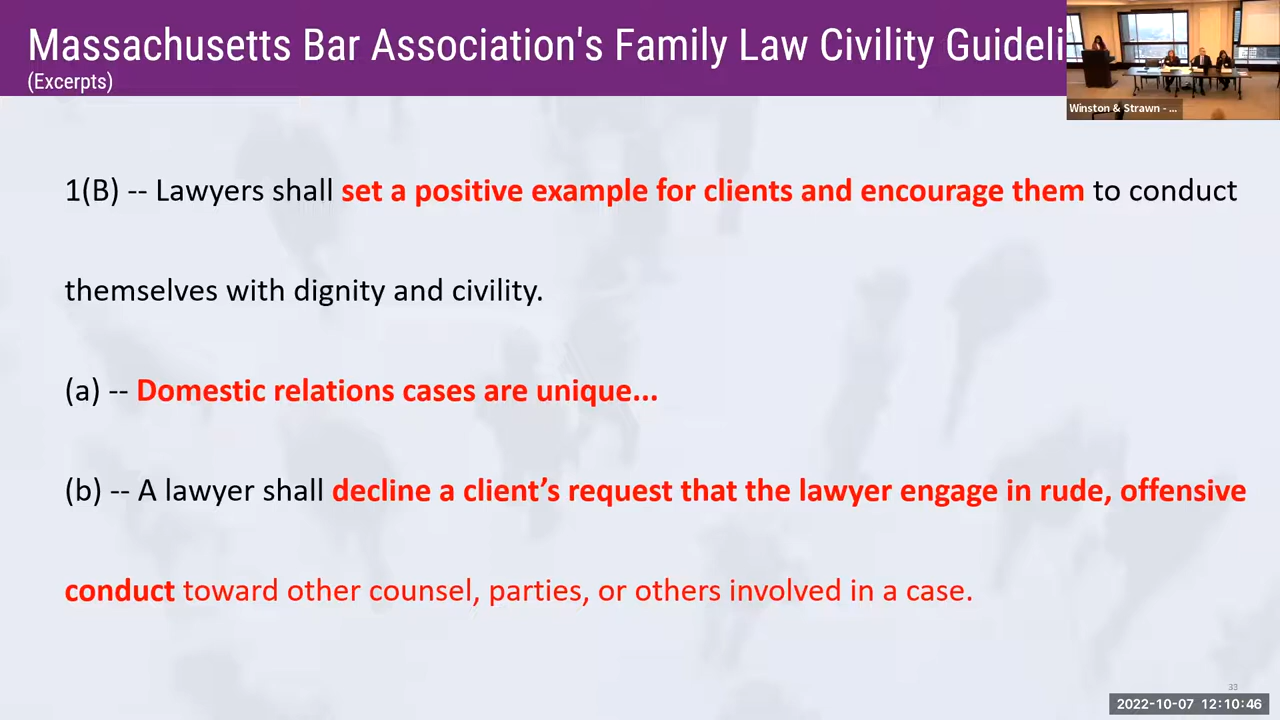 Massachusetts Bar Association's Family Law Civility Guideli
(Excerpts)
Winston & Strawn - ...
1(B) -- Lawyers shall set a positive example for clients and encourage them to conduct
themselves with dignity and civility.
(a) -- Domestic relations cases are unique...
(b) -- A lawyer shall decline a client’s request that the lawyer engage in rude, offensive
conduct toward other counsel, parties, or others involved in a case.
33
2022-10-07 12:10:46